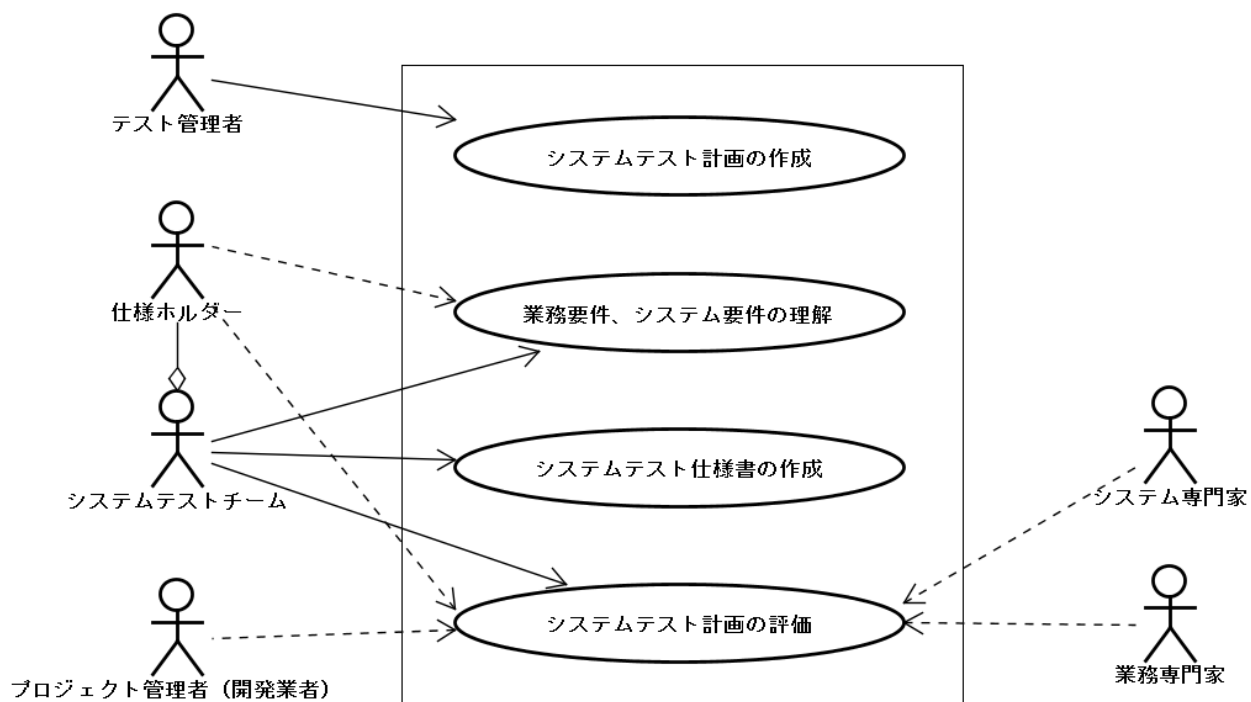 テスト管理者
システムテスト計画の作成
仕様ホルダー
業務要件、システム要件の理解
システムテストチーム
システムテスト仕様書の作成
システム専門家
システムテスト計画の評価
プロジェクト管理者（開発業者）
業務専門家